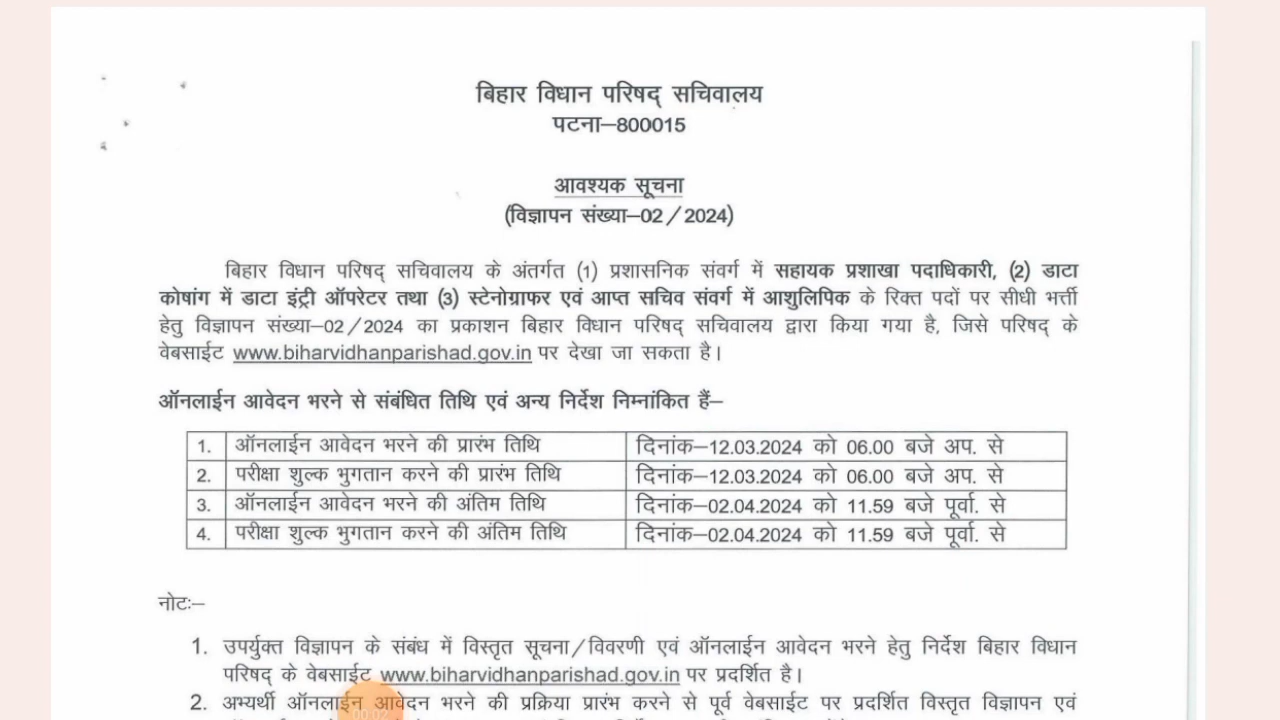 बिहार विधान परिषद् सचिवालय
पटना–800015
आवश्यक सूचना
(विज्ञापन संख्या–02/2024)
बिहार विधान परिषद् सचिवालय के अंतर्गत (1) प्रशासनिक संवर्ग में सहायक प्रशाखा पदाधिकारी, (2) डाटा
कोषांग में डाटा इंट्री ऑपरेटर तथा (3) स्टेनोग्राफर एवं आप्त सचिव संवर्ग में आशुलिपिक के रिक्त पदों पर सीधी भर्ती
हेतु विज्ञापन संख्या–02/2024 का प्रकाशन बिहार विधान परिषद् सचिवालय द्वारा किया गया है, जिसे परिषद् के
वेबसाईट www.biharvidhanparishad.gov.in पर देखा जा सकता है।
ऑनलाईन आवेदन भरने से संबंधित तिथि एवं अन्य निर्देश निम्नांकित हैं–
1. ऑनलाईन आवेदन भरने की प्रारंभ तिथि दिनांक–12.03.2024 को 06.00 बजे अप. से
2. परीक्षा शुल्क भुगतान करने की प्रारंभ तिथि दिनांक–12.03.2024 को 06.00 बजे अप. से
3. ऑनलाईन आवेदन भरने की अंतिम तिथि दिनांक–02.04.2024 को 11.59 बजे पूर्वा. से
4. परीक्षा शुल्क भुगतान करने की अंतिम तिथि दिनांक–02.04.2024 को 11.59 बजे पूर्वा. से
नोटः–
1. उपर्युक्त विज्ञापन के संबंध में विस्तृत सूचना/विवरणी एवं ऑनलाईन आवेदन भरने हेतु निर्देश बिहार विधान
परिषद् के वेबसाईट www.biharvidhanparishad.gov.in पर प्रदर्शित है।
2. अभ्यर्थी ऑनलाईन आवेदन भरने की प्रक्रिया प्रारंभ करने से पूर्व वेबसाईट पर प्रदर्शित विस्तृत विज्ञापन एवं
00:02